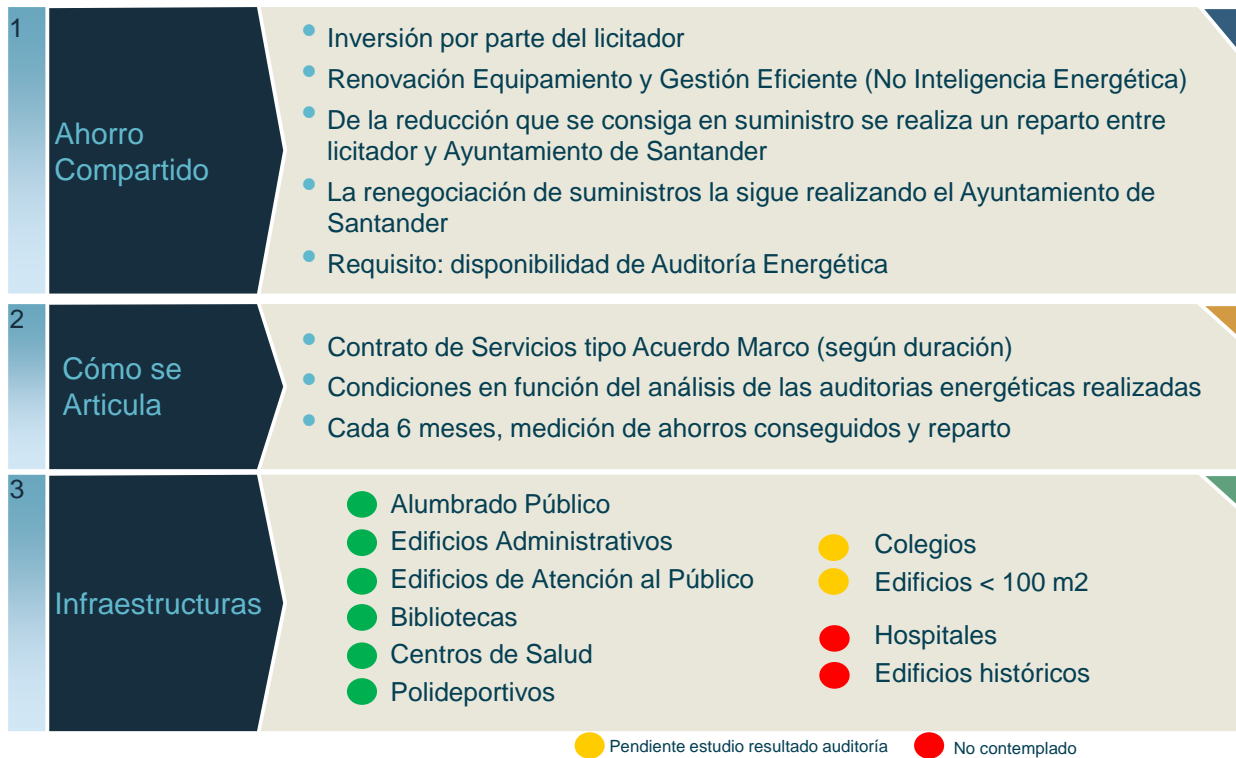 1
Ahorro
Compartido
Inversión por parte del licitador
Renovación Equipamiento y Gestión Eficiente (No Inteligencia Energética)
De la reducción que se consiga en suministro se realiza un reparto entre
licitador y Ayuntamiento de Santander
La renegociación de suministros la sigue realizando el Ayuntamiento de
Santander
Requisito: disponibilidad de Auditoría Energética
2
Cómo se
Articula
Contrato de Servicios tipo Acuerdo Marco (según duración)
Condiciones en función del análisis de las auditorias energéticas realizadas
Cada 6 meses, medición de ahorros conseguidos y reparto
3
Infraestructuras
Alumbrado Público
Edificios Administrativos
Edificios de Atención al Público
Bibliotecas
Centros de Salud
Polideportivos
Colegios
Edificios < 100 m2
Hospitales
Edificios históricos
Pendiente estudio resultado auditoría
No contemplado